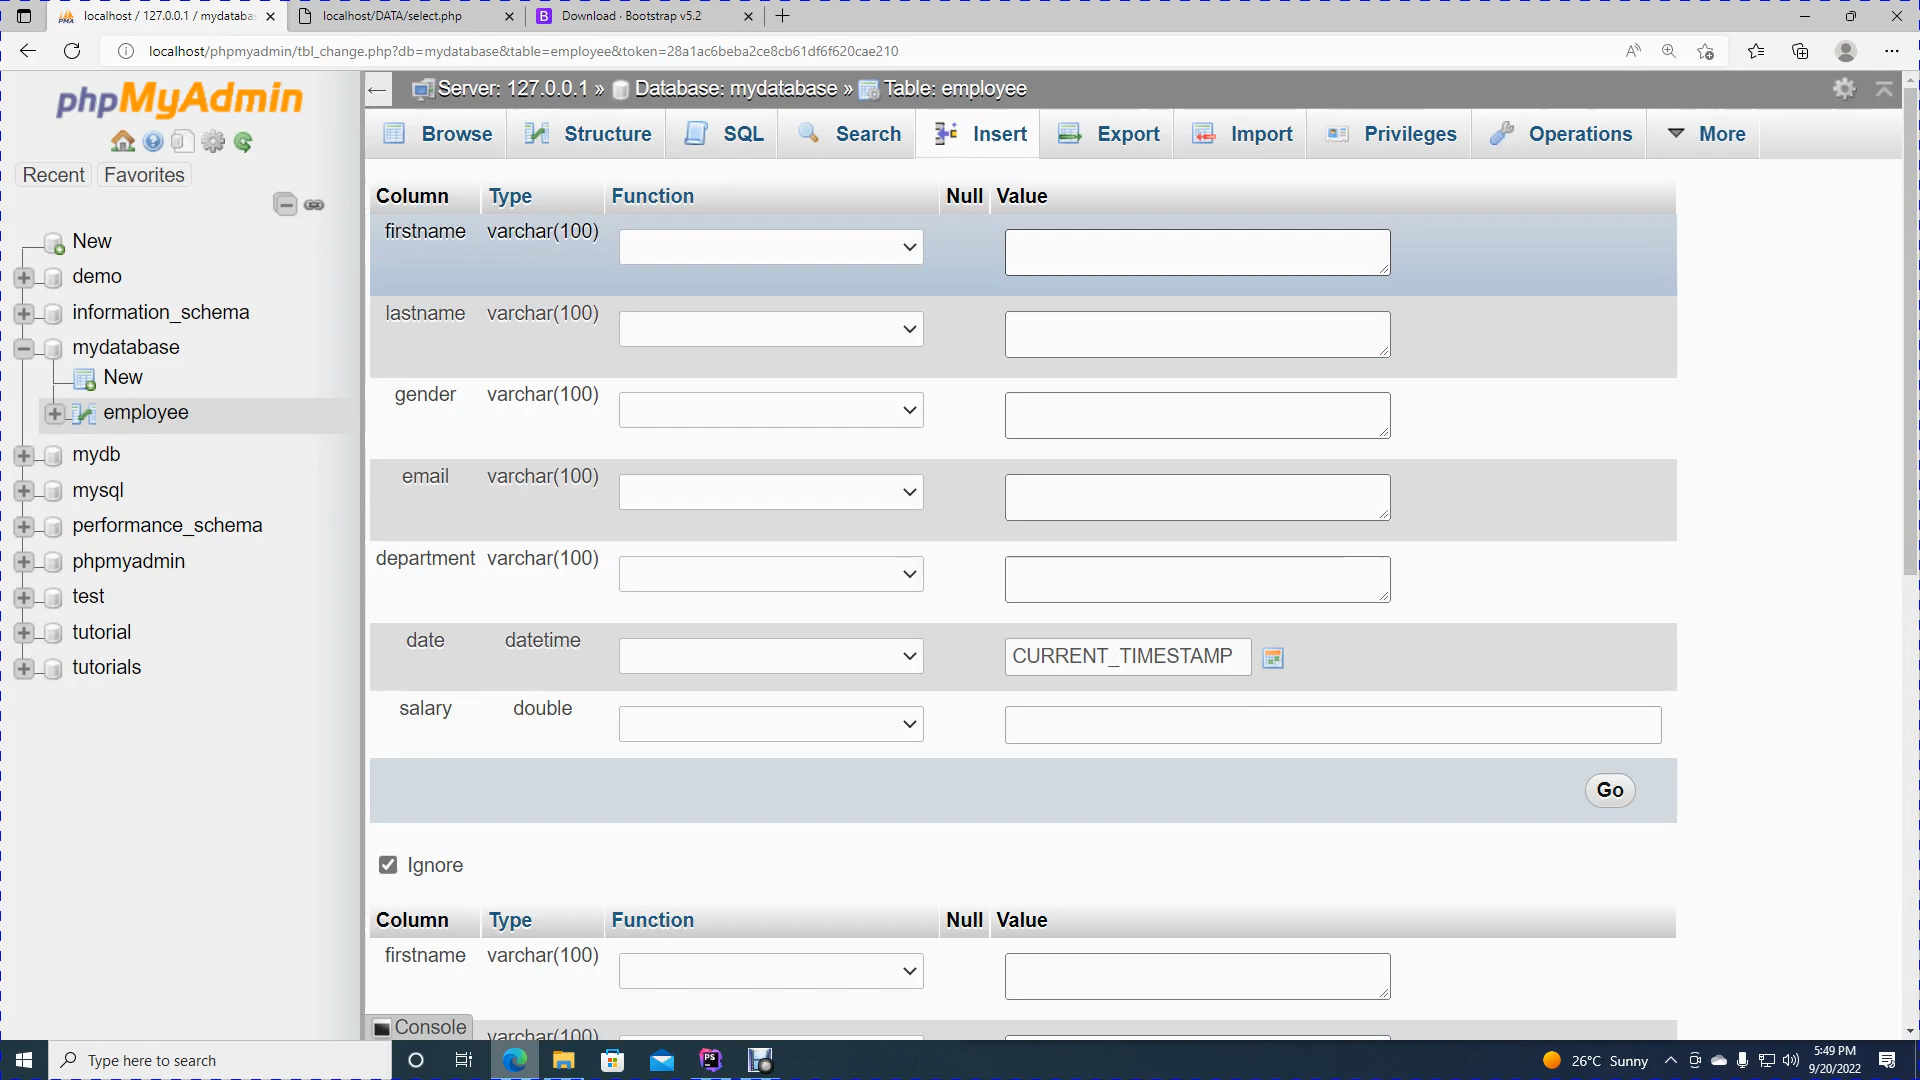 localhost / 127.0.0.1 / mydatabas
localhost/DATA/select.php
B Download · Bootstrap v5.2
localhost/phpmyadmin/tbl_change.php?db=mydatabase&table=employee&token=28a1ac6beba2ce8cb61df6f620cae210
phpMyAdmin
Recent Favorites
New
demo
information_schema
mydatabase
New
employee
mydb
mysql
performance_schema
phpmyadmin
test
tutorial
tutorials
Server: 127.0.0.1 » Database: mydatabase » Table: employee
Browse Structure SQL Search Insert Export Import Privileges Operations More
Column Type Function Null Value
firstname varchar(100)
lastname varchar(100)
gender varchar(100)
email varchar(100)
department varchar(100)
date datetime CURRENT_TIMESTAMP
salary double
Go
Ignore
Column Type Function Null Value
firstname varchar(100)
varchar(100)
Console
Type here to search
PS
26°C Sunny
5:49 PM
9/20/2022